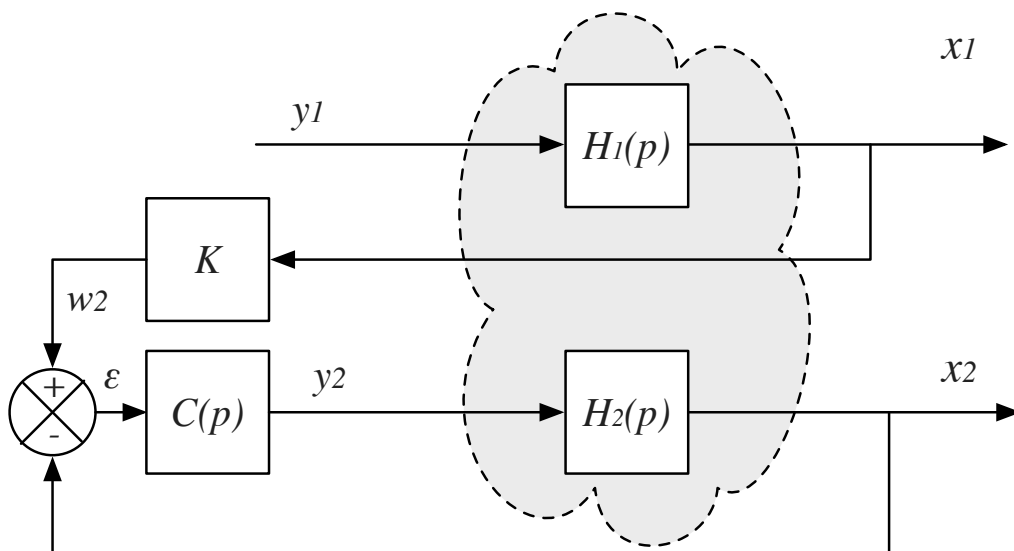 x1
y1
H1(p)
K
w2
+
ε
-
C(p)
y2
H2(p)
x2